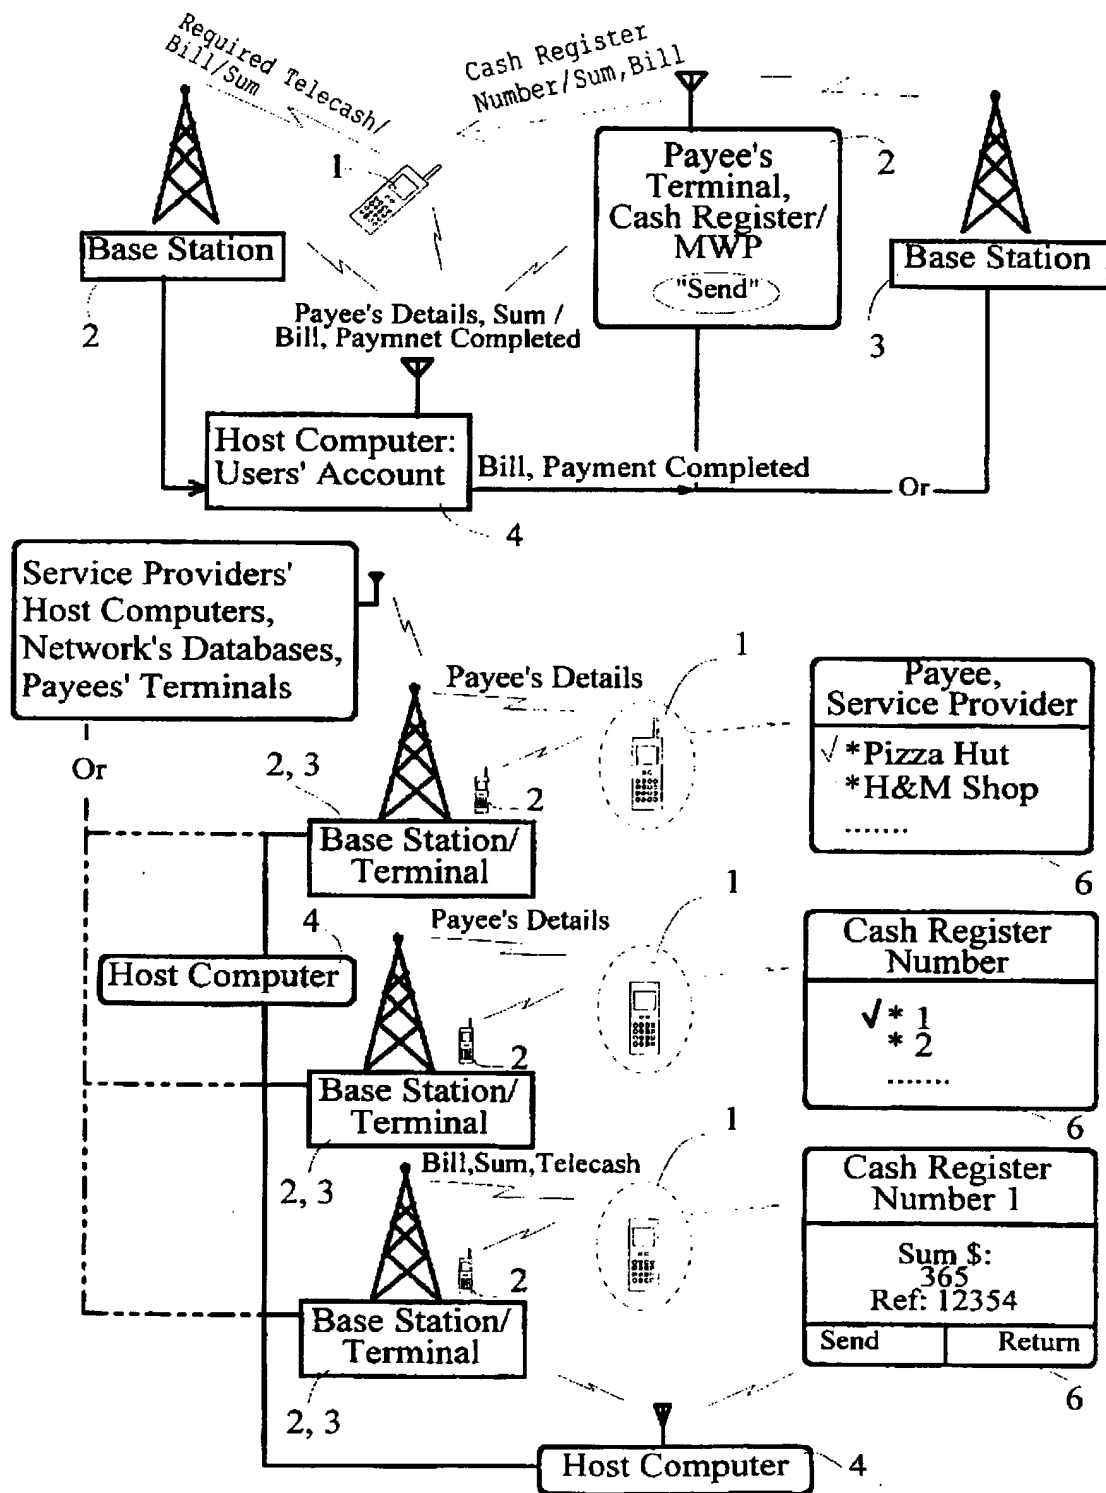 Required Telecash/
Bill/Sum
Cash Register
Number/Sum,Bill
1
Payee's
Terminal,
Cash Register/
MWP
"Send"
2
Base Station
2
Base Station
3
Payee's Details, Sum /
Bill, Paymnet Completed
Host Computer:
Users' Account
Bill, Payment Completed
Or
4
Service Providers'
Host Computers,
Network's Databases,
Payees' Terminals
Or
Payee's Details
1
2, 3
2
Base Station/
Terminal
Payee,
Service Provider
√ *Pizza Hut
*H&M Shop
.......
6
4
Host Computer
Payee's Details
1
2
Base Station/
Terminal
2, 3
Cash Register
Number
√ * 1
* 2
.......
6
Bill,Sum,Telecash
1
2
Base Station/
Terminal
2, 3
Cash Register
Number 1
Sum $:
365
Ref: 12354
Send Return
6
Host Computer
4